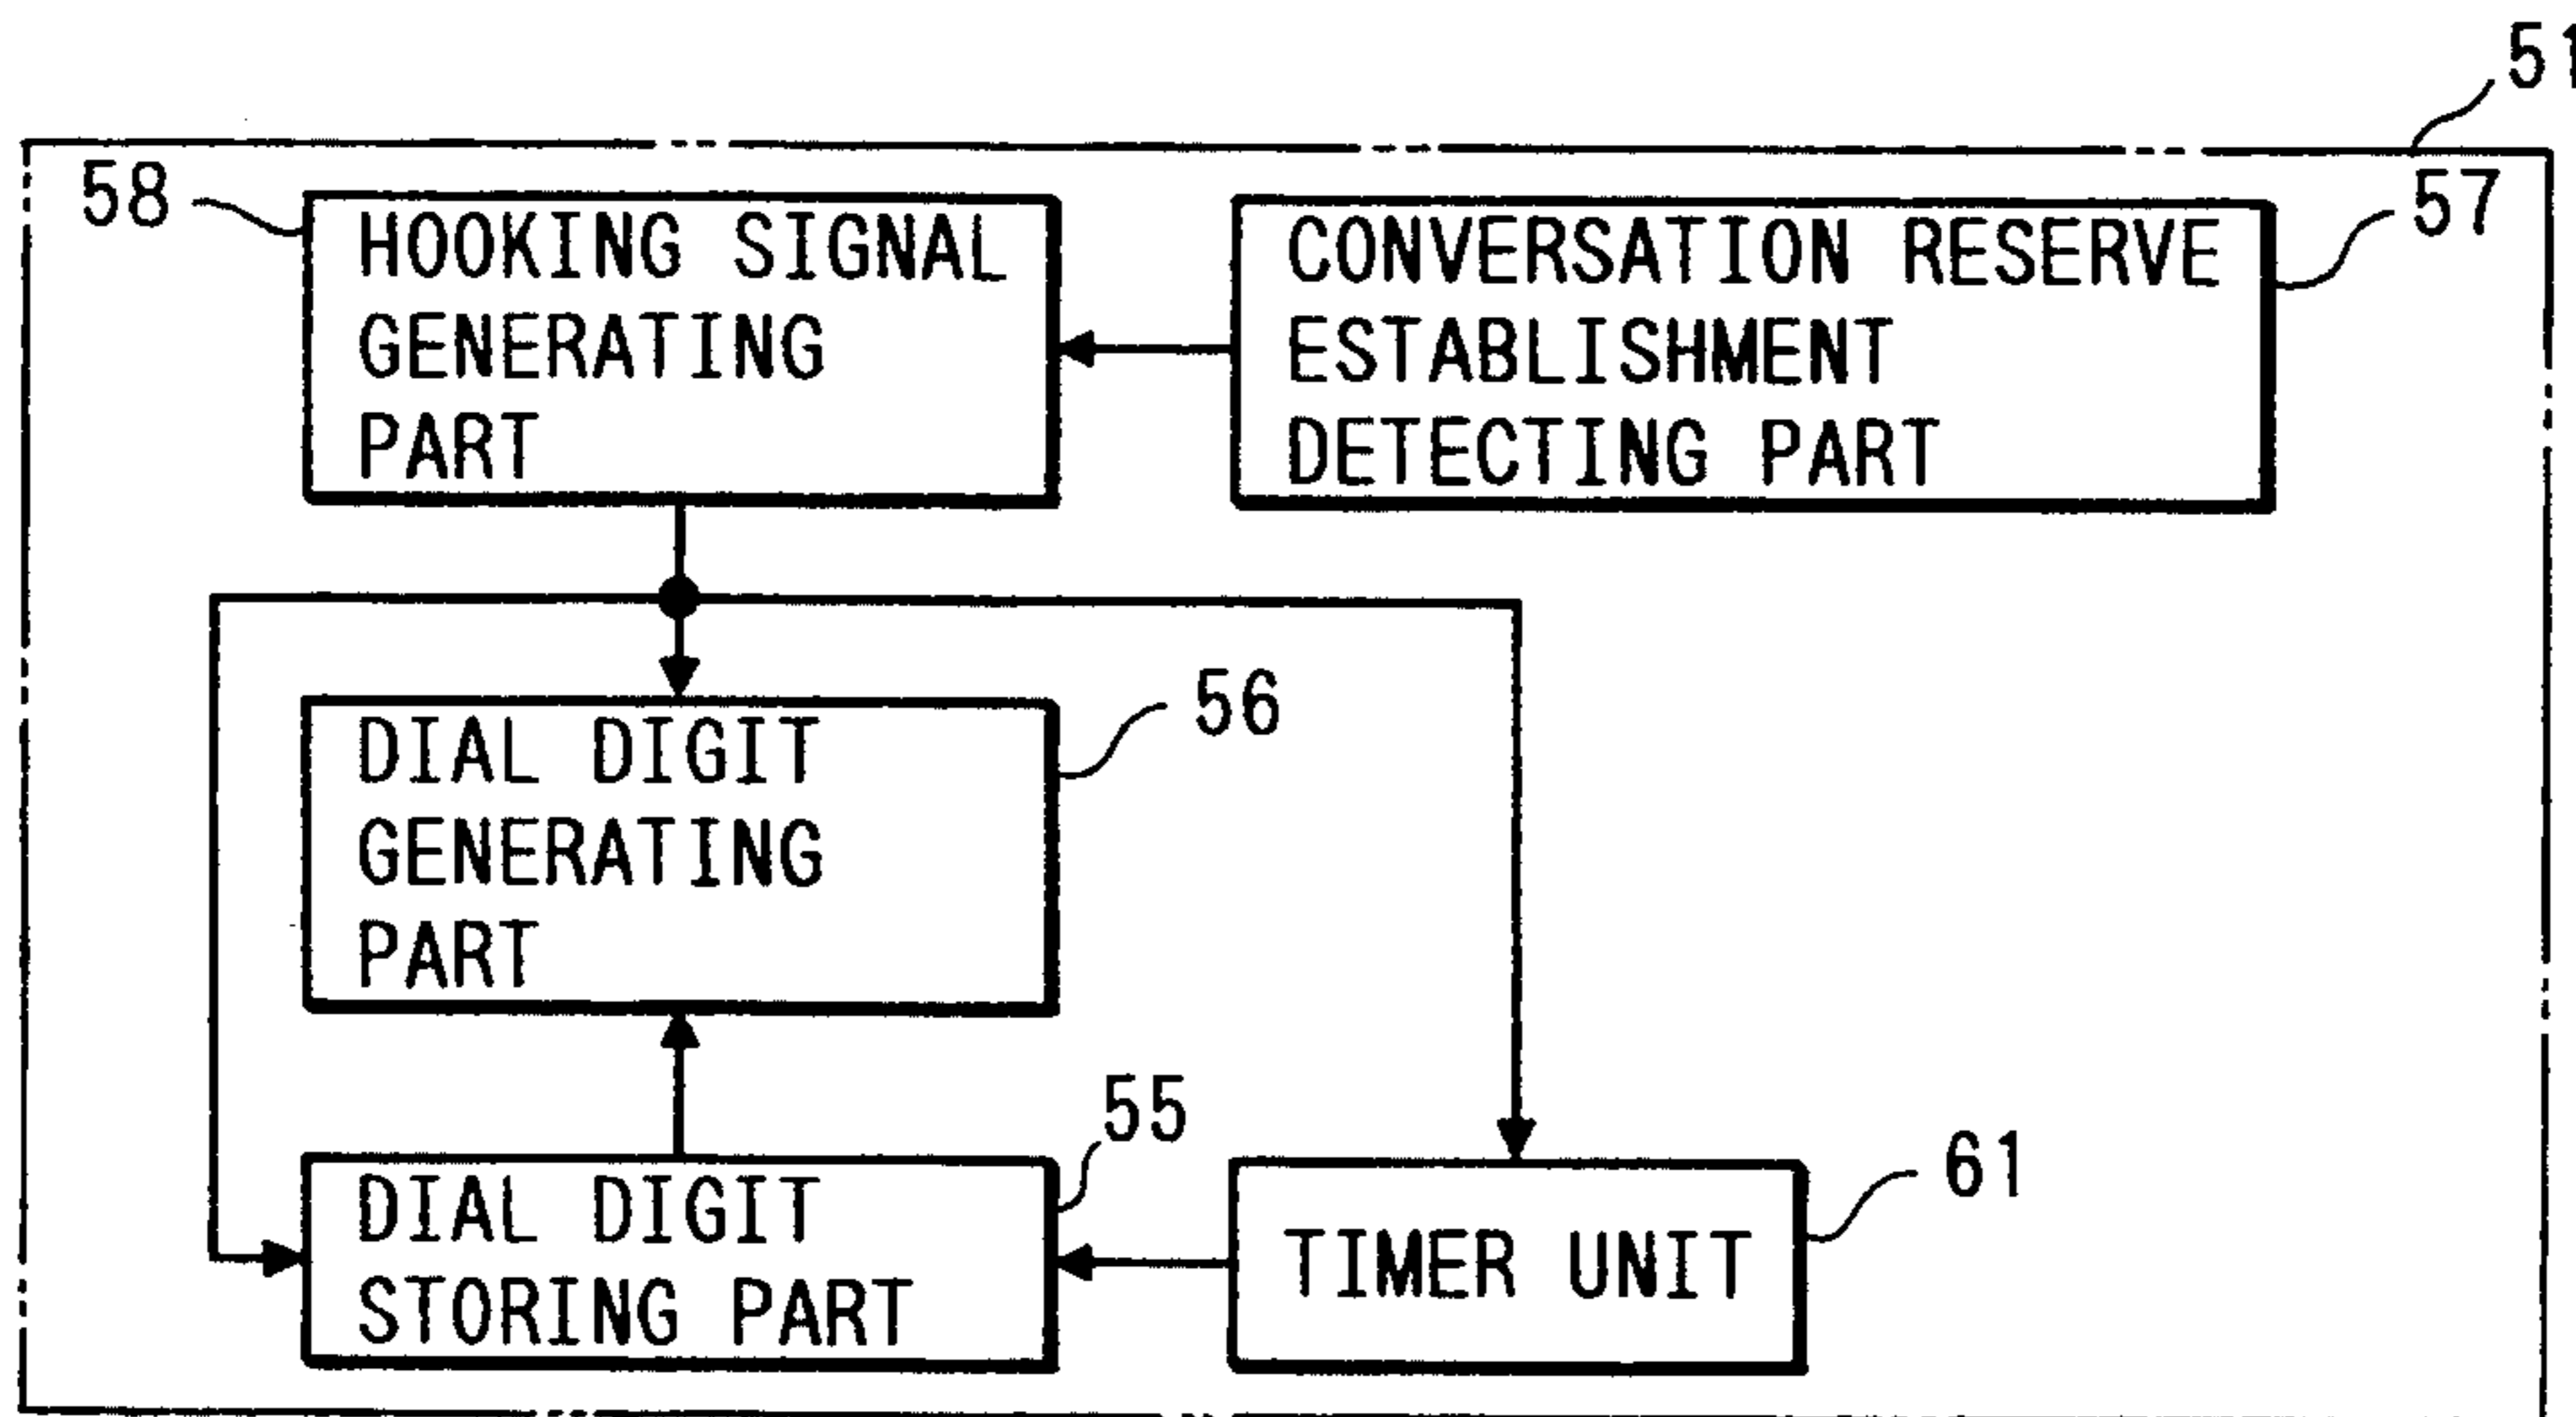 51
58
HOOKING SIGNAL
GENERATING
PART
CONVERSATION RESERVE
ESTABLISHMENT
DETECTING PART
57
DIAL DIGIT
GENERATING
PART
56
DIAL DIGIT
STORING PART
55
TIMER UNIT
61